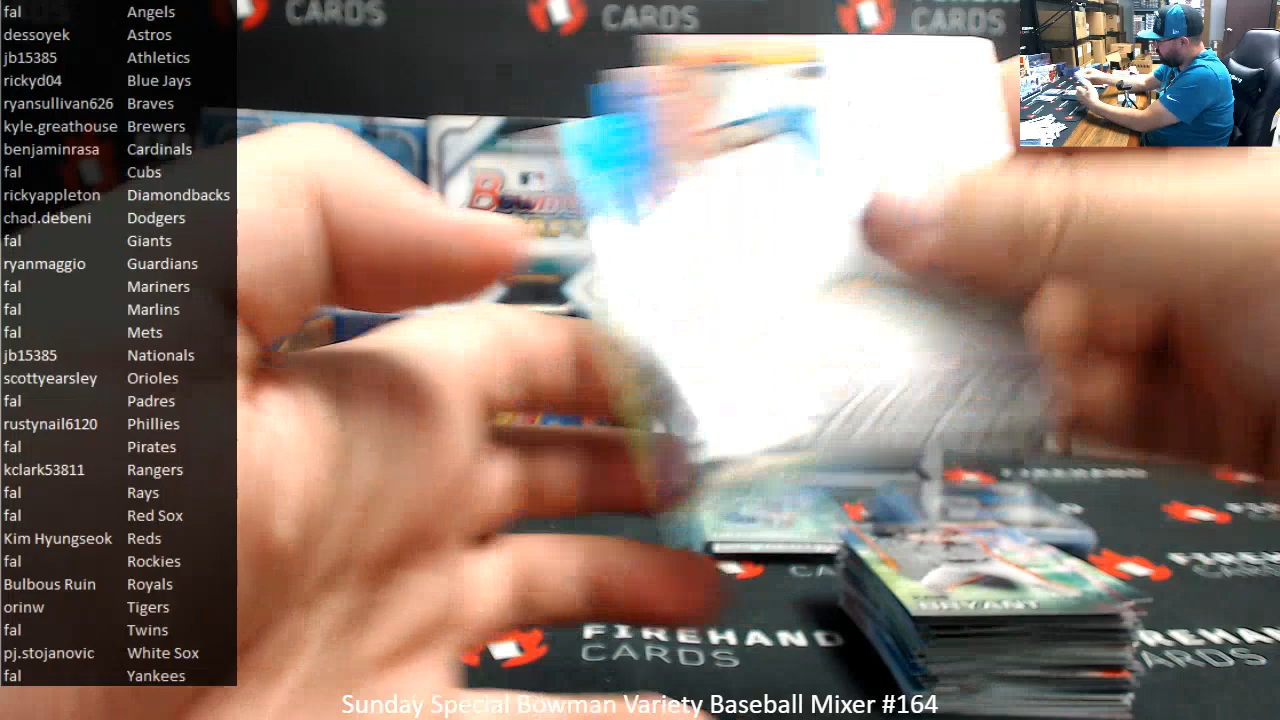 fal Angels
dessoyek Astros
jb15385 Athletics
rickyd04 Blue Jays
ryansullivan626 Braves
kyle.greathouse Brewers
benjaminrasa Cardinals
fal Cubs
rickyappleton Diamondbacks
chad.debeni Dodgers
fal Giants
ryanmaggio Guardians
fal Mariners
fal Marlins
fal Mets
jb15385 Nationals
scottyearsley Orioles
fal Padres
rustynail6120 Phillies
fal Pirates
kclark53811 Rangers
fal Rays
fal Red Sox
Kim Hyungseok Reds
fal Rockies
Bulbous Ruin Royals
orinw Tigers
fal Twins
pj.stojanovic White Sox
fal Yankees
CARDS
CARDS
CARDS
BRYANT
FIREHAND
CARDS
Sunday Special Bowman Variety Baseball Mixer #164